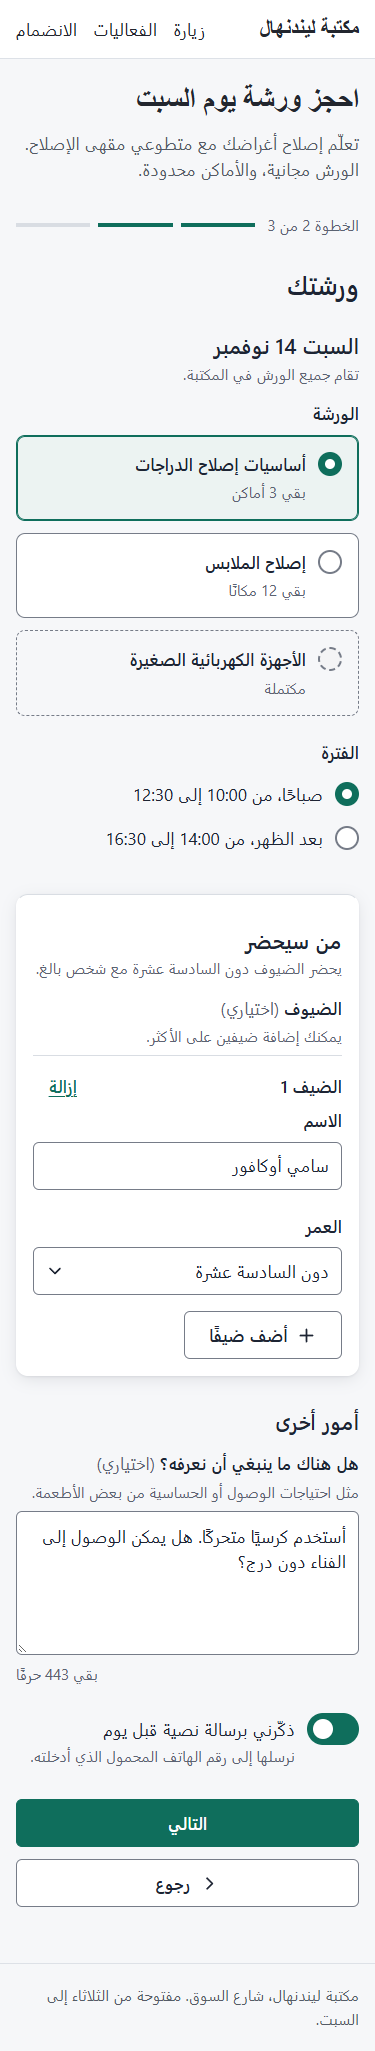 مكتبة ليندنهال
زيارة
الفعاليات
الانضمام
احجز ورشة يوم السبت
تعلّم إصلاح أغراضك مع متطوعي مقهى الإصلاح.
الورش مجانية، والأماكن محدودة.
الخطوة 2 من 3
ورشتك
السبت 14 نوفمبر
تقام جميع الورش في المكتبة.
الورشة
أساسيات إصلاح الدراجات
بقي 3 أماكن
إصلاح الملابس
بقي 12 مكانًا
الأجهزة الكهربائية الصغيرة
مكتملة
الفترة
صباحًا، من 10:00 إلى 12:30
بعد الظهر، من 14:00 إلى 16:30
من سيحضر
يحضر الضيوف دون السادسة عشرة مع شخص بالغ.
الضيوف (اختياري)
يمكنك إضافة ضيفين على الأكثر.
الضيف 1
إزالة
الاسم
سامي أوكافور
العمر
دون السادسة عشرة
أضف ضيفًا
أمور أخرى
هل هناك ما ينبغي أن نعرفه؟ (اختياري)
مثل احتياجات الوصول أو الحساسية من بعض الأطعمة.
أستخدم كرسيًا متحركًا. هل يمكن الوصول إلى
الفناء دون درج؟
بقي 443 حرفًا
ذكّرني برسالة نصية قبل يوم
نرسلها إلى رقم الهاتف المحمول الذي أدخلته.
التالي
رجوع
مكتبة ليندنهال، شارع السوق. مفتوحة من الثلاثاء إلى
السبت.